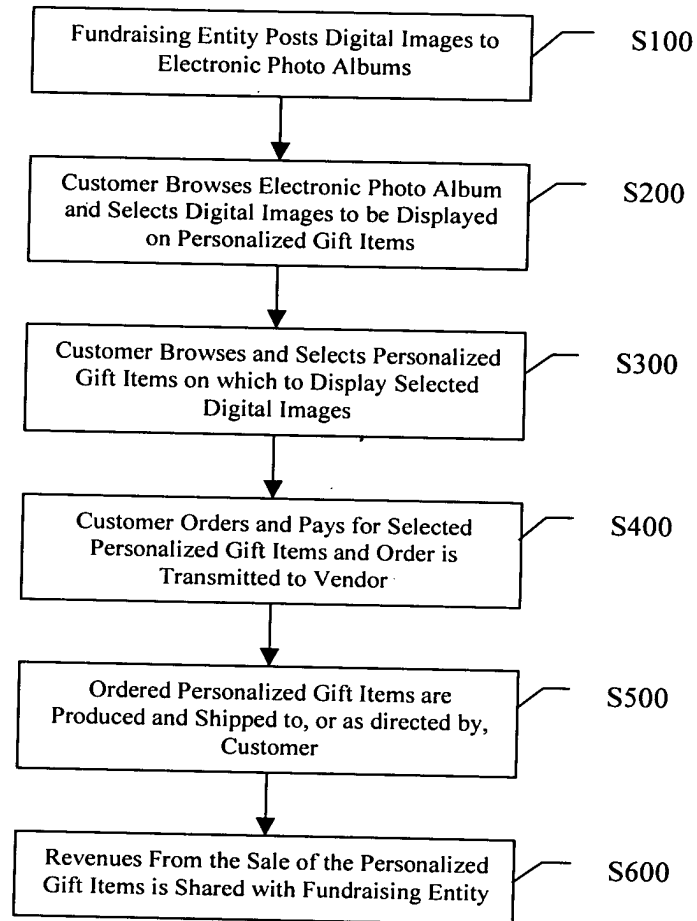 Fundraising Entity Posts Digital Images to
Electronic Photo Albums
S100
Customer Browses Electronic Photo Album
and Selects Digital Images to be Displayed
on Personalized Gift Items
S200
Customer Browses and Selects Personalized
Gift Items on which to Display Selected
Digital Images
S300
Customer Orders and Pays for Selected
Personalized Gift Items and Order is
Transmitted to Vendor
S400
Ordered Personalized Gift Items are
Produced and Shipped to, or as directed by,
Customer
S500
Revenues From the Sale of the Personalized
Gift Items is Shared with Fundraising Entity
S600